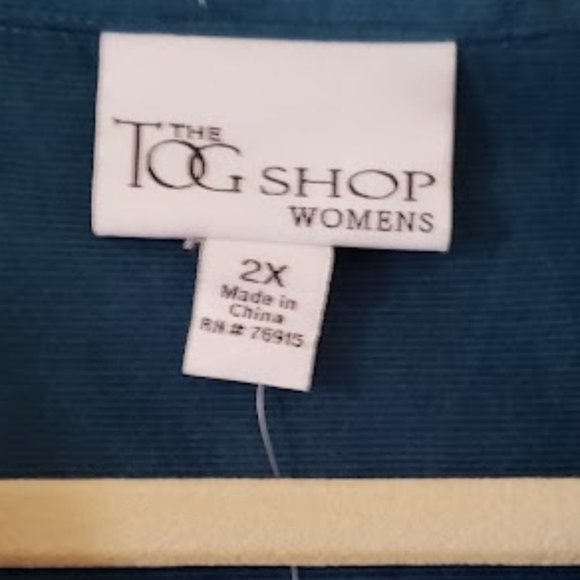 THE
TOG SHOP
WOMENS
2X
Made in
China
RN# 76915